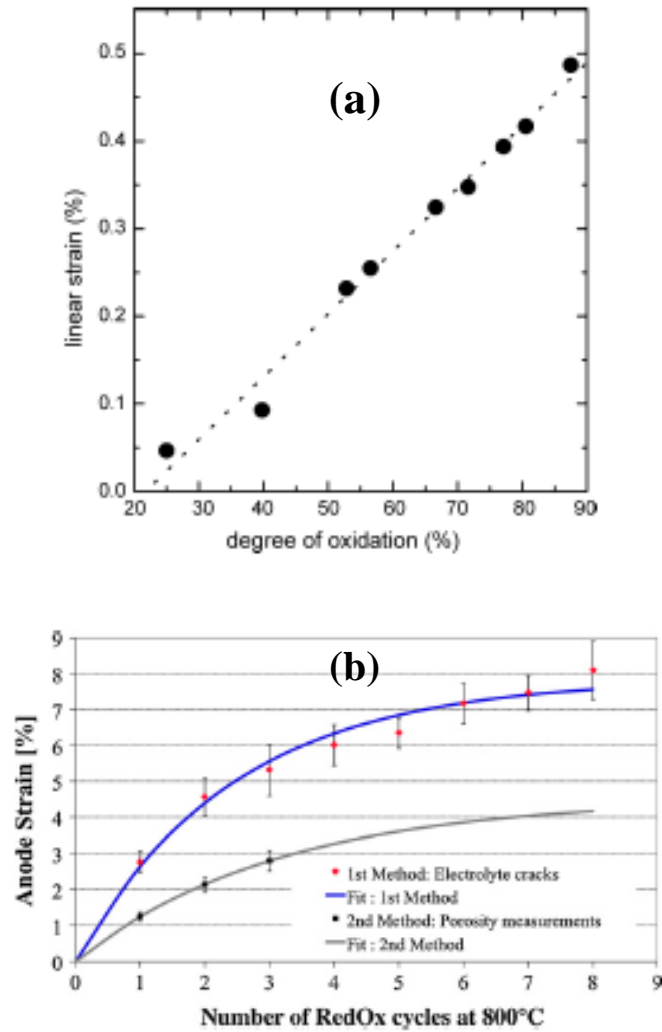 (a)
0.5
0.4
0.3
0.2
0.1
0.0
linear strain (%)
20 30 40 50 60 70 80 90
degree of oxidation (%)
(b)
9
8
7
6
5
4
3
2
1
0
Anode Strain [%]
1st Method: Electrolyte cracks
Fit : 1st Method
2nd Method: Porosity measurements
Fit : 2nd Method
0 1 2 3 4 5 6 7 8 9
Number of RedOx cycles at 800°C